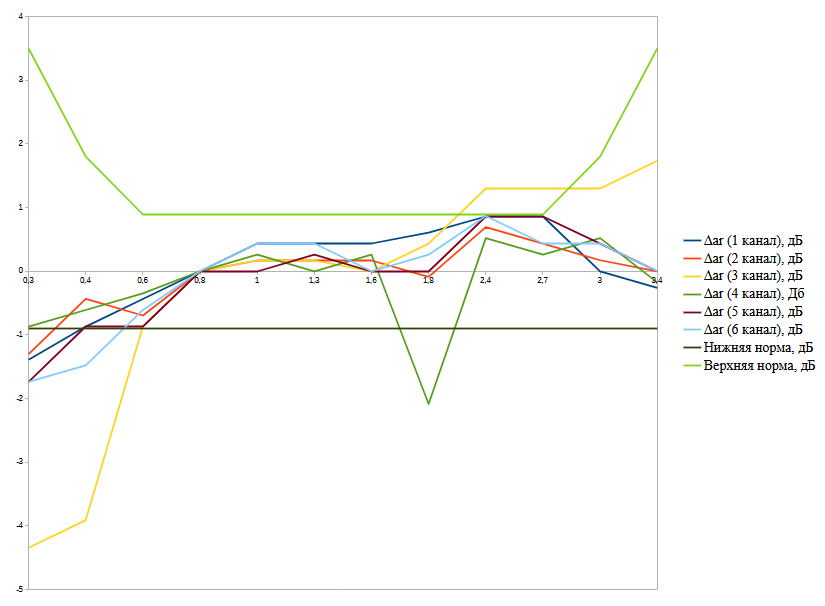 4
3
2
1
0
-1
-2
-3
-4
-5
0,3 0,4 0,6 0,8 1 1,3 1,6 1,8 2,4 2,7 3 3,4
Δar (1 канал), дБ
Δar (2 канал), дБ
Δar (3 канал), дБ
Δar (4 канал), Дб
Δar (5 канал), дБ
Δar (6 канал), дБ
Нижняя норма, дБ
Верхняя норма, дБ